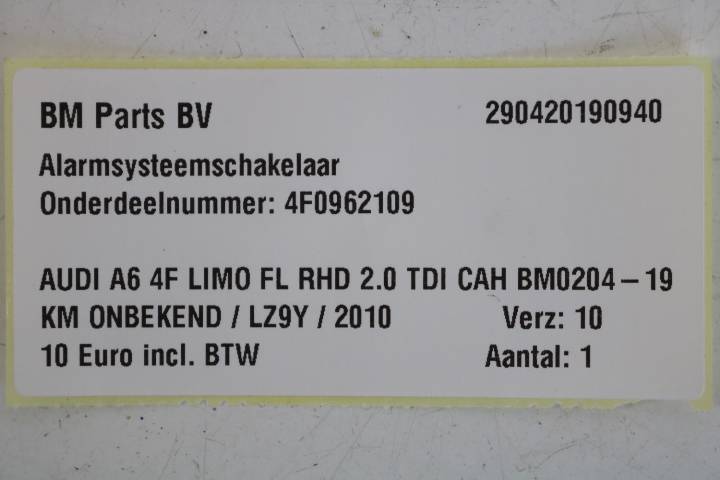 BM Parts BV 290420190940
Alarmsysteemschakelaar
Onderdeelnummer: 4F0962109
AUDI A6 4F LIMO FL RHD 2.0 TDI CAH BM0204-19
KM ONBEKEND / LZ9Y / 2010 Verz: 10
10 Euro incl. BTW Aantal: 1